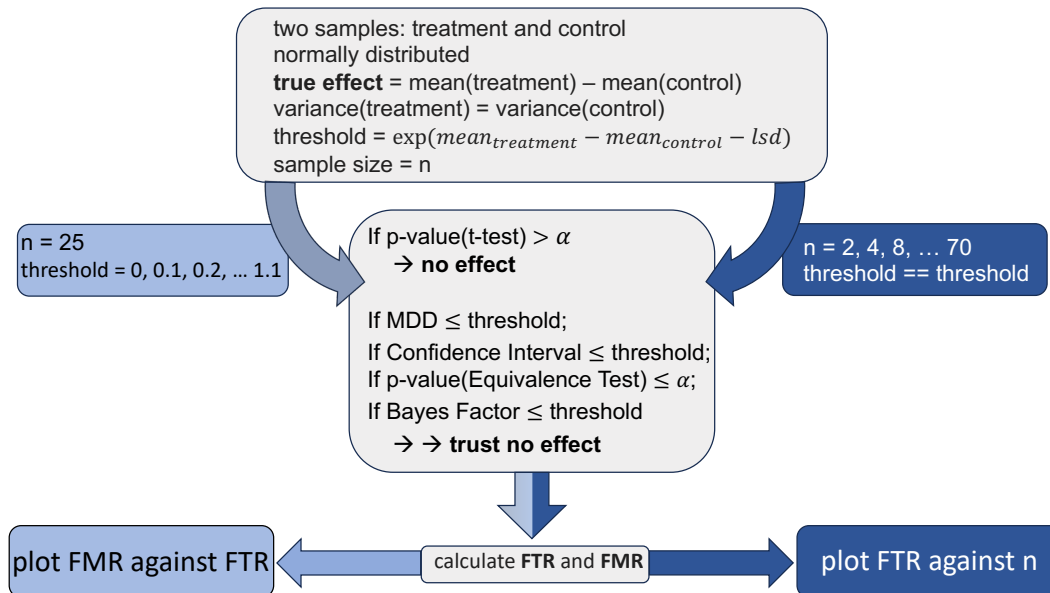 two samples: treatment and control
normally distributed
true effect = mean(treatment) – mean(control)
variance(treatment) = variance(control)
threshold = exp(mean_treatment − mean_control − lsd)
sample size = n
n = 25
threshold = 0, 0.1, 0.2, ... 1.1
If p-value(t-test) > α
→ no effect
If MDD ≤ threshold;
If Confidence Interval ≤ threshold;
If p-value(Equivalence Test) ≤ α;
If Bayes Factor ≤ threshold
→ → trust no effect
n = 2, 4, 8, ... 70
threshold == threshold
plot FMR against FTR
calculate FTR and FMR
plot FTR against n